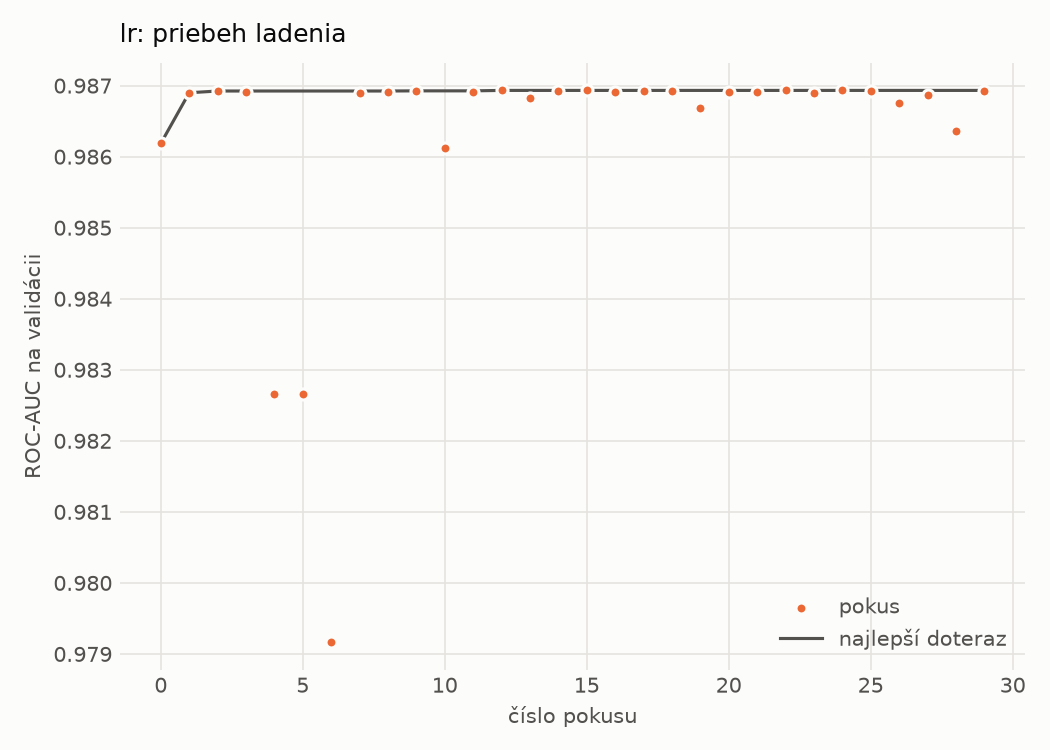 lr: priebeh ladenia
ROC-AUC na validácii
0.987
0.986
0.985
0.984
0.983
0.982
0.981
0.980
0.979
pokus
najlepší doteraz
0 5 10 15 20 25 30
číslo pokusu